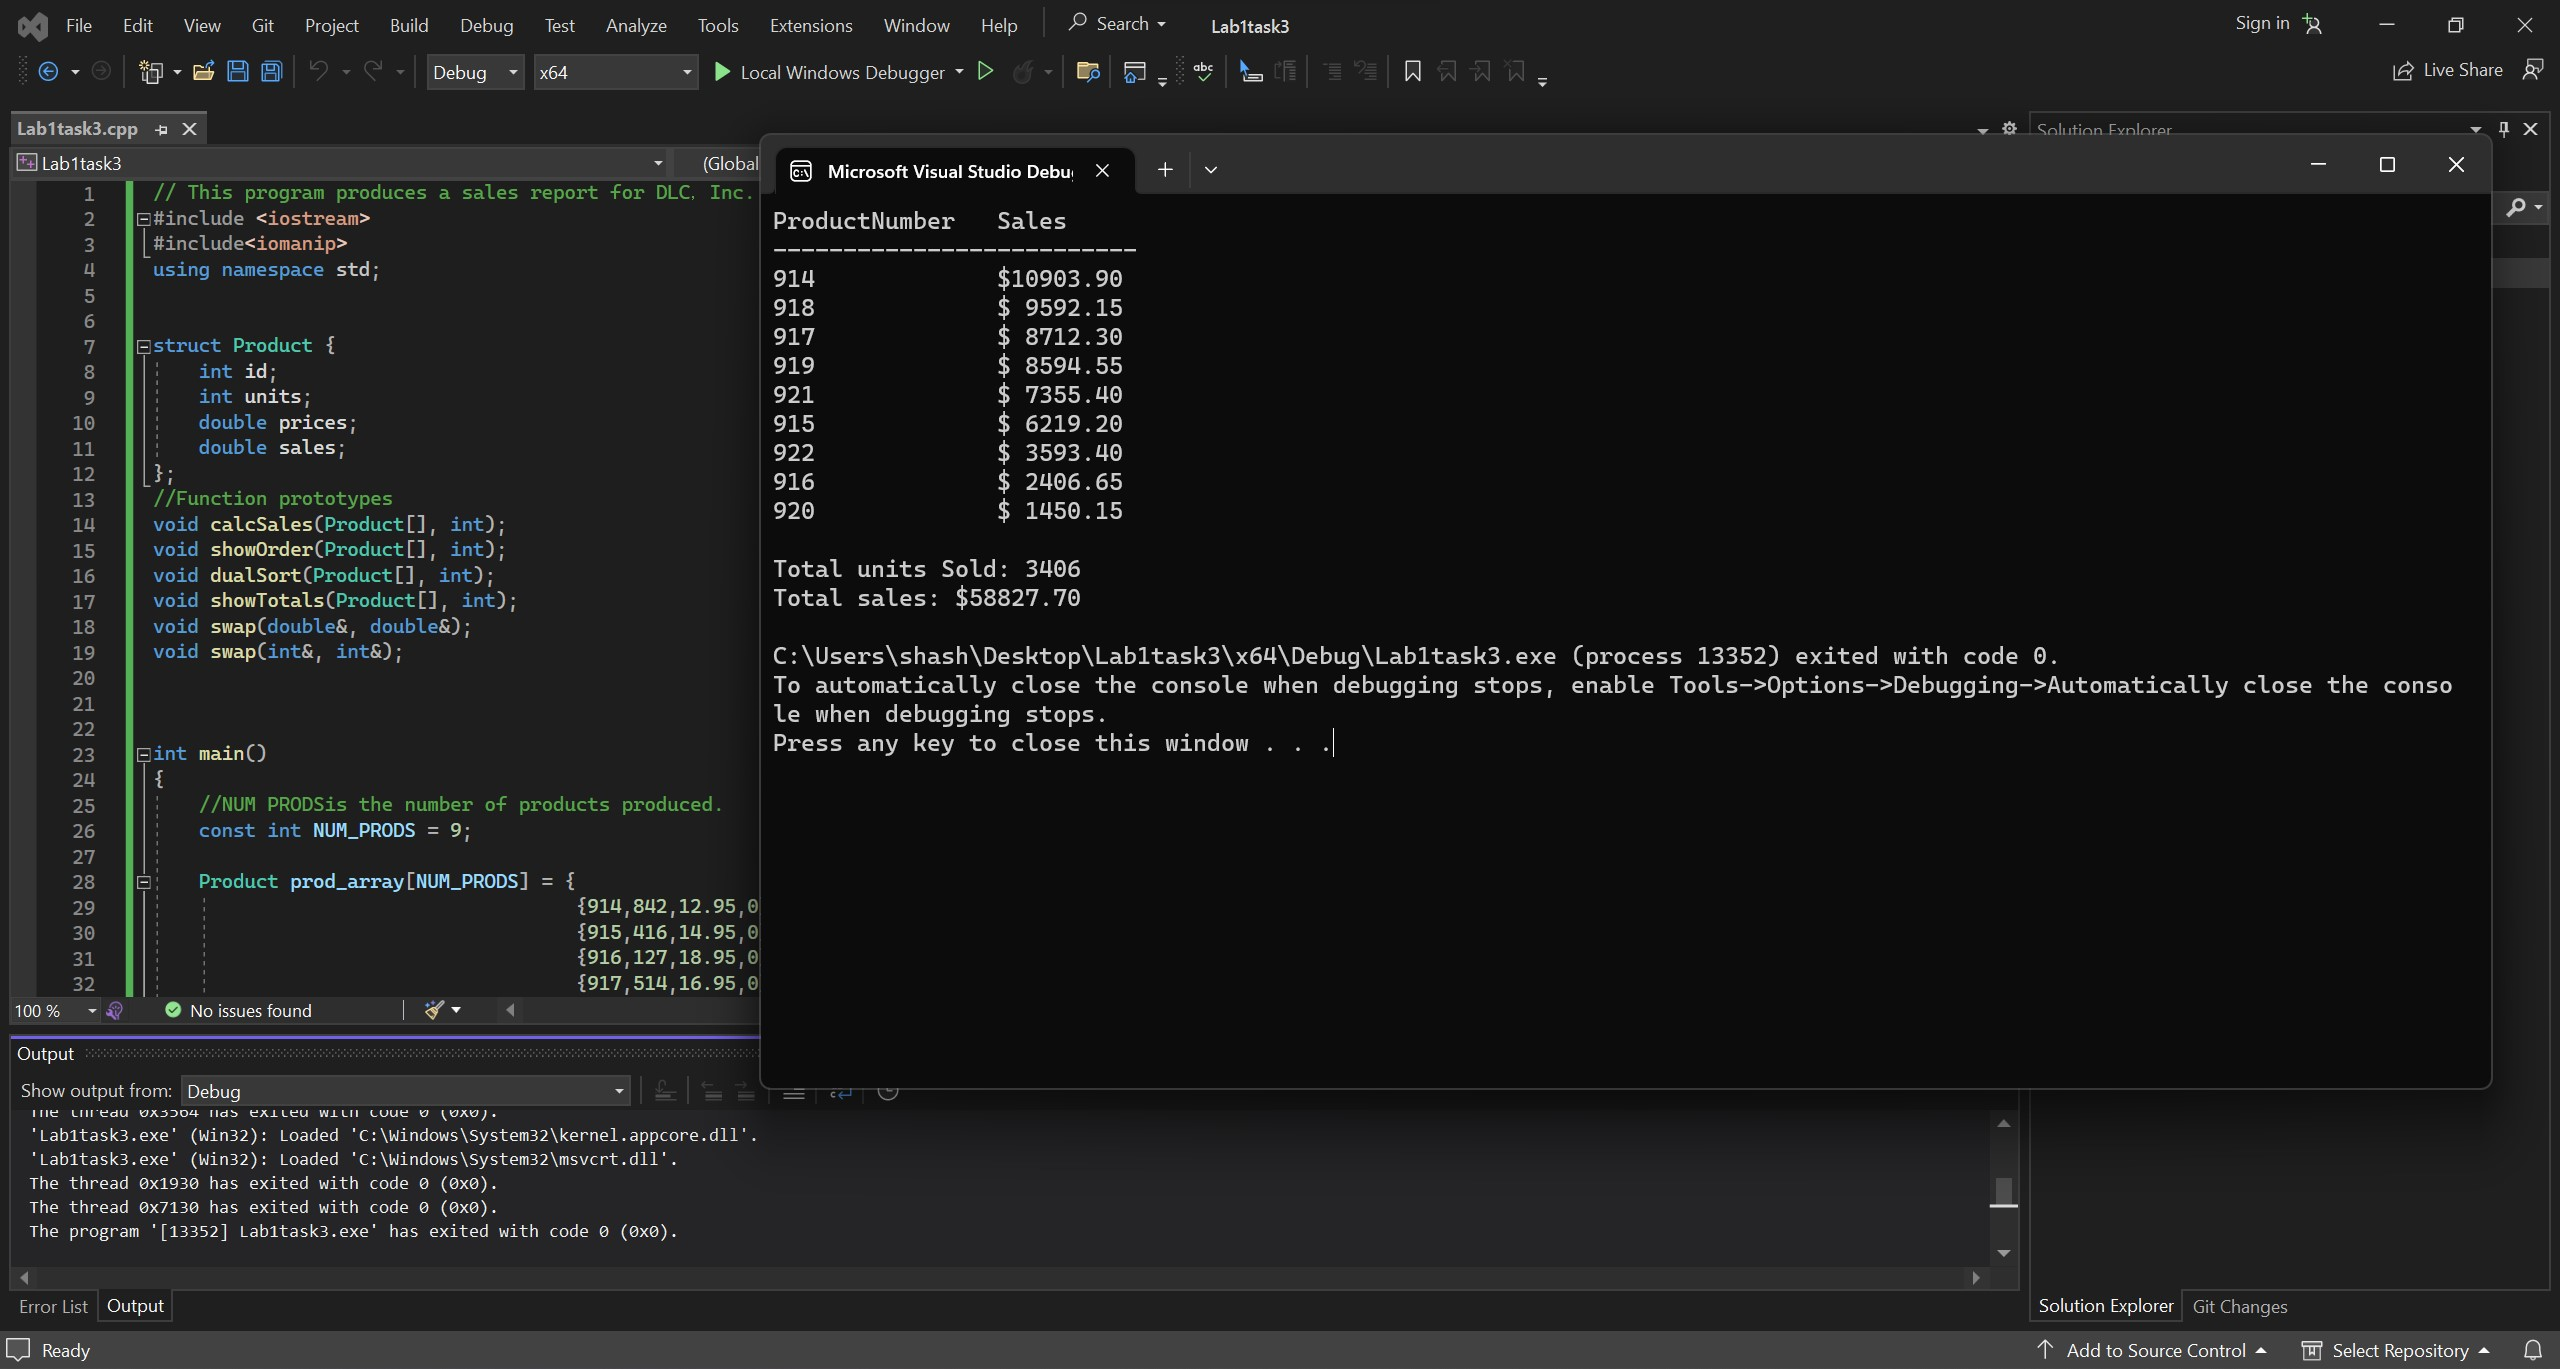 File Edit View Git Project Build Debug Test Analyze Tools Extensions Window Help Search Lab1task3 Sign in
Debug x64 Local Windows Debugger Live Share
Lab1task3.cpp
Solution Explorer
Lab1task3 (Global
1 // This program produces a sales report for DLC, Inc.
2 #include <iostream>
3 #include<iomanip>
4 using namespace std;
5
6
7 struct Product {
8 int id;
9 int units;
10 double prices;
11 double sales;
12 };
13 //Function prototypes
14 void calcSales(Product[], int);
15 void showOrder(Product[], int);
16 void dualSort(Product[], int);
17 void showTotals(Product[], int);
18 void swap(double&, double&);
19 void swap(int&, int&);
20
21
22
23 int main()
24 {
25 //NUM PRODSis the number of products produced.
26 const int NUM_PRODS = 9;
27
28 Product prod_array[NUM_PRODS] = {
29 {914,842,12.95,0
30 {915,416,14.95,0
31 {916,127,18.95,0
32 {917,514,16.95,0
100 % No issues found
Microsoft Visual Studio Debu
ProductNumber Sales
--------------------------
914 $10903.90
918 $ 9592.15
917 $ 8712.30
919 $ 8594.55
921 $ 7355.40
915 $ 6219.20
922 $ 3593.40
916 $ 2406.65
920 $ 1450.15
Total units Sold: 3406
Total sales: $58827.70
C:\Users\shash\Desktop\Lab1task3\x64\Debug\Lab1task3.exe (process 13352) exited with code 0.
To automatically close the console when debugging stops, enable Tools->Options->Debugging->Automatically close the conso
le when debugging stops.
Press any key to close this window . . .
Output
Show output from: Debug
The thread 0x3564 has exited with code 0 (0x0).
'Lab1task3.exe' (Win32): Loaded 'C:\Windows\System32\kernel.appcore.dll'.
'Lab1task3.exe' (Win32): Loaded 'C:\Windows\System32\msvcrt.dll'.
The thread 0x1930 has exited with code 0 (0x0).
The thread 0x7130 has exited with code 0 (0x0).
The program '[13352] Lab1task3.exe' has exited with code 0 (0x0).
Error List Output
Solution Explorer Git Changes
Ready Add to Source Control Select Repository